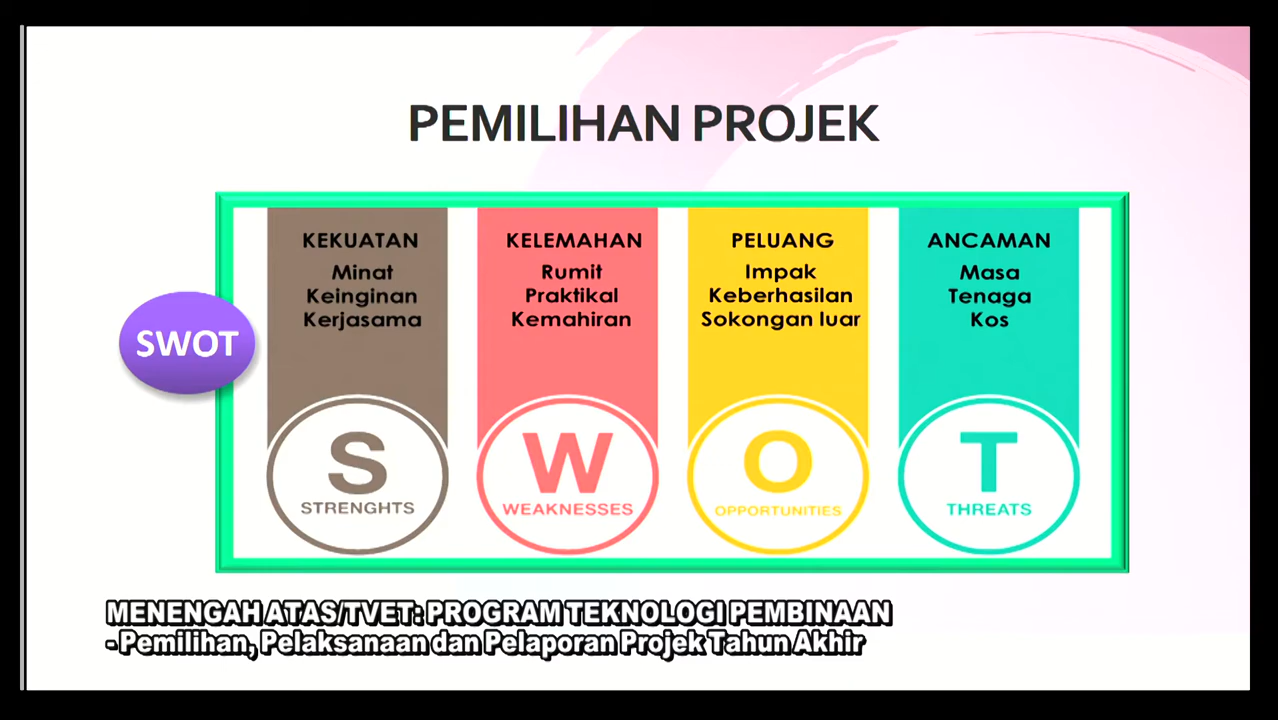 PEMILIHAN PROJEK
SWOT
KEKUATAN
Minat
Keinginan
Kerjasama
S
STRENGHTS
KELEMAHAN
Rumit
Praktikal
Kemahiran
W
WEAKNESSES
PELUANG
Impak
Keberhasilan
Sokongan luar
O
OPPORTUNITIES
ANCAMAN
Masa
Tenaga
Kos
T
THREATS
MENENGAH ATAS/TVET: PROGRAM TEKNOLOGI PEMBINAAN
- Pemilihan, Pelaksanaan dan Pelaporan Projek Tahun Akhir